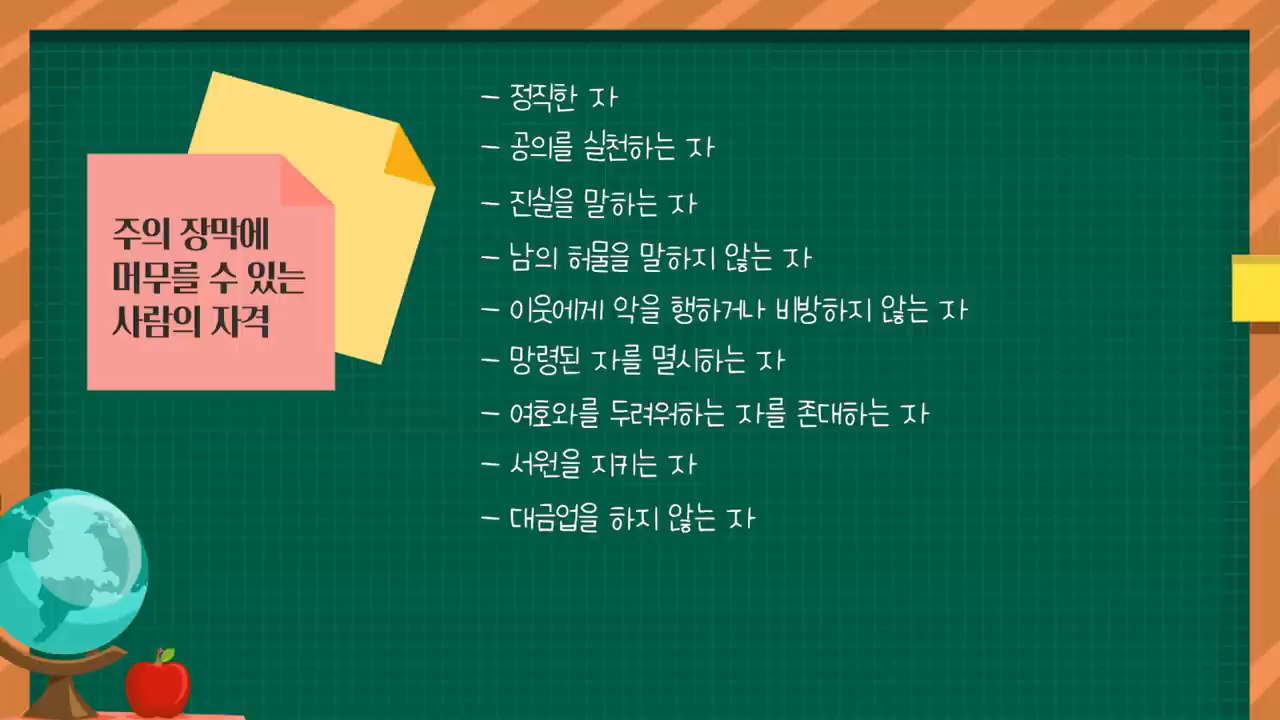 주의 장막에
머무를 수 있는
사람의 자격
– 정직한 자
– 공의를 실천하는 자
– 진실을 말하는 자
– 남의 허물을 말하지 않는 자
– 이웃에게 악을 행하거나 비방하지 않는 자
– 망령된 자를 멸시하는 자
– 여호와를 두려워하는 자를 존대하는 자
– 서원을 지키는 자
– 대금업을 하지 않는 자